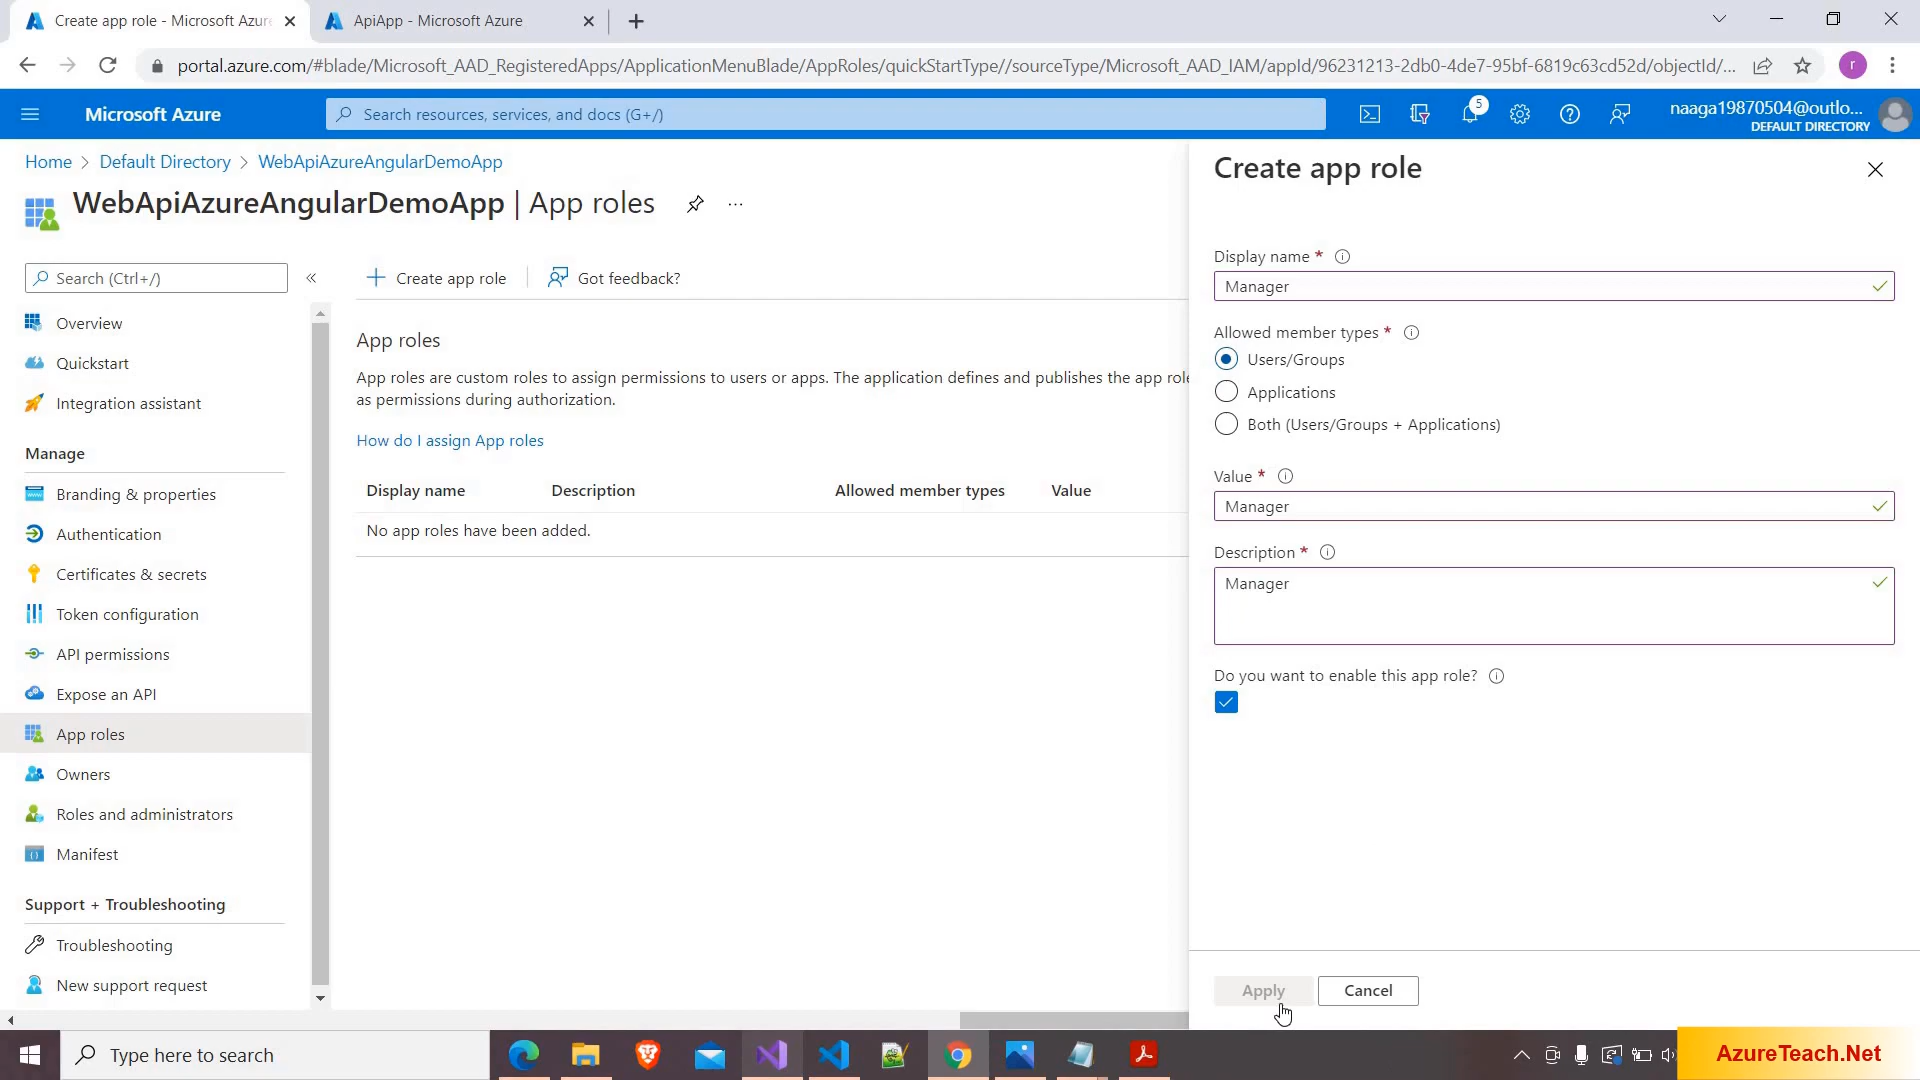 Create app role - Microsoft Azure
ApiApp - Microsoft Azure
portal.azure.com/#blade/Microsoft_AAD_RegisteredApps/ApplicationMenuBlade/AppRoles/quickStartType//sourceType/Microsoft_AAD_IAM/appId/96231213-2db0-4de7-95bf-6819c63cd52d/objectId/...
r
Microsoft Azure
Search resources, services, and docs (G+/)
5
naaga19870504@outlo...
DEFAULT DIRECTORY
Home > Default Directory > WebApiAzureAngularDemoApp
WebApiAzureAngularDemoApp | App roles
...
Search (Ctrl+/)
«
Overview
Quickstart
Integration assistant
Manage
Branding & properties
Authentication
Certificates & secrets
Token configuration
API permissions
Expose an API
App roles
Owners
Roles and administrators
Manifest
Support + Troubleshooting
Troubleshooting
New support request
Create app role
Got feedback?
App roles
App roles are custom roles to assign permissions to users or apps. The application defines and publishes the app role
as permissions during authorization.
How do I assign App roles
Display name Description Allowed member types Value
No app roles have been added.
Create app role
Display name *
Manager
Allowed member types *
Users/Groups
Applications
Both (Users/Groups + Applications)
Value *
Manager
Description *
Manager
Do you want to enable this app role?
Apply
Cancel
Type here to search
AzureTeach.Net